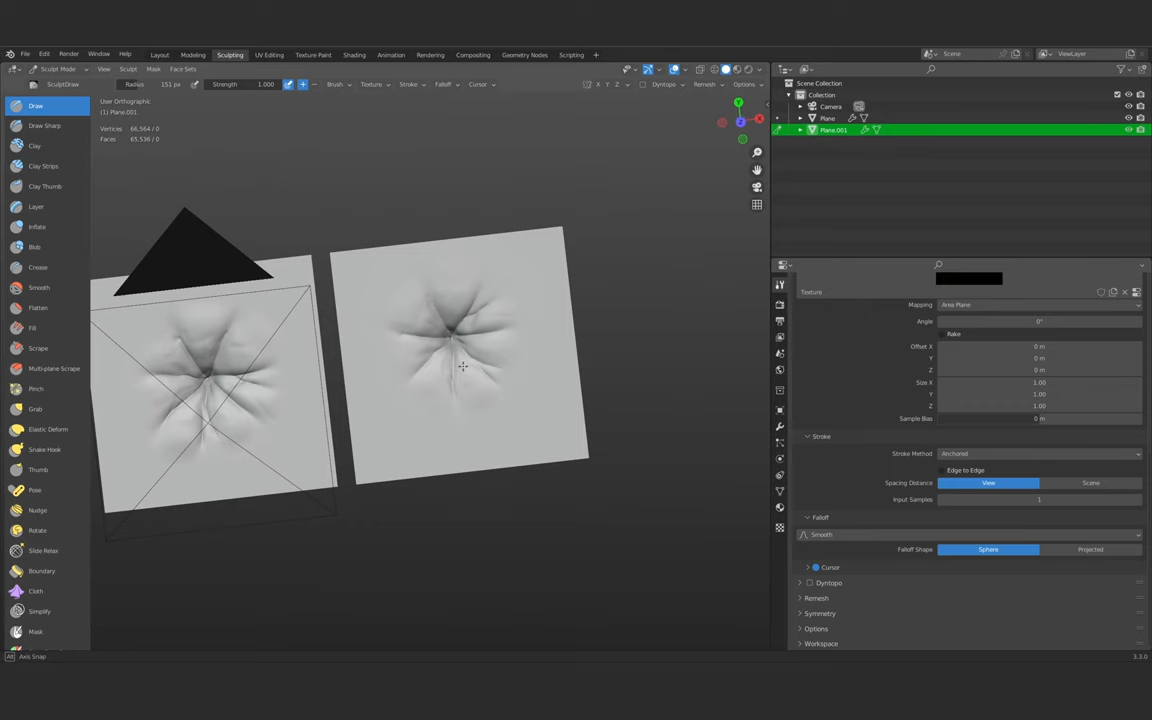 File Edit Render Window Help Layout Modeling Sculpting UV Editing Texture Paint Shading Animation Rendering Compositing Geometry Nodes Scripting + Scene ViewLayer
Sculpt Mode View Sculpt Mask Face Sets
SculptDraw Radius 151 px Strength 1.000 Brush Texture Stroke Falloff Cursor X Y Z Dyntopo Remesh Options
User Orthographic
(1) Plane.001
Vertices 66,564 / 0
Faces 65,536 / 0
Y
X
Z
Draw
Draw Sharp
Clay
Clay Strips
Clay Thumb
Layer
Inflate
Blob
Crease
Smooth
Flatten
Fill
Scrape
Multi-plane Scrape
Pinch
Grab
Elastic Deform
Snake Hook
Thumb
Pose
Nudge
Rotate
Slide Relax
Boundary
Cloth
Simplify
Mask
Scene Collection
Collection
Camera
Plane
Plane.001
Texture
Mapping Area Plane
Angle 0°
Rake
Offset X 0 m
Y 0 m
Z 0 m
Size X 1.00
Y 1.00
Z 1.00
Sample Bias 0 m
Stroke
Stroke Method Anchored
Edge to Edge
Spacing Distance View Scene
Input Samples 1
Falloff
Smooth
Falloff Shape Sphere Projected
Cursor
Dyntopo
Remesh
Symmetry
Options
Workspace
Alt Axis Snap 3.3.0